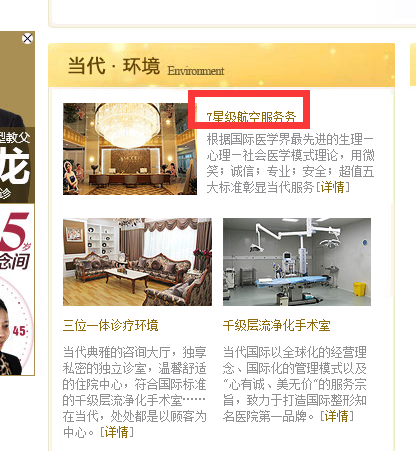 当代 · 环境 Environment
7星级航空服务务
根据国际医学界最先进的生理—
心理—社会医学模式理论，用微
笑；诚信；专业；安全；超值五
大标准彰显当代服务[详情]
三位一体诊疗环境
当代典雅的咨询大厅，独享
私密的独立诊室，温馨舒适
的住院中心，符合国际标准
的千级层流净化手术室……
在当代，处处都是以顾客为
中心。[详情]
千级层流净化手术室
当代国际以全球化的经营理
念、国际化的管理模式以及
“心有诚、美无价”的服务宗
旨，致力于打造国际整形知
名医院第一品牌。[详情]
型教父
龙
诊
5岁
念间
45